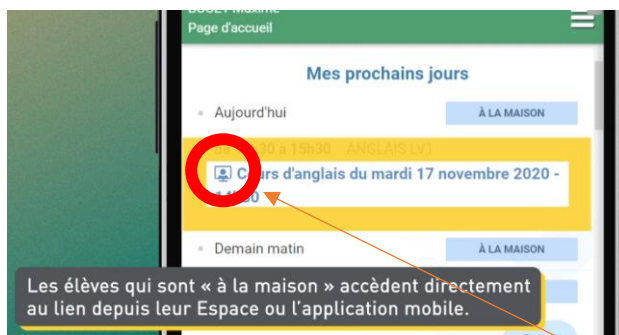 Page d'accueil
Mes prochains jours
Aujourd'hui
À LA MAISON
à 15h30 ANGLAIS LV1
Cours d'anglais du mardi 17 novembre 2020 -
Demain matin
À LA MAISON
Les élèves qui sont « à la maison » accèdent directement
au lien depuis leur Espace ou l'application mobile.